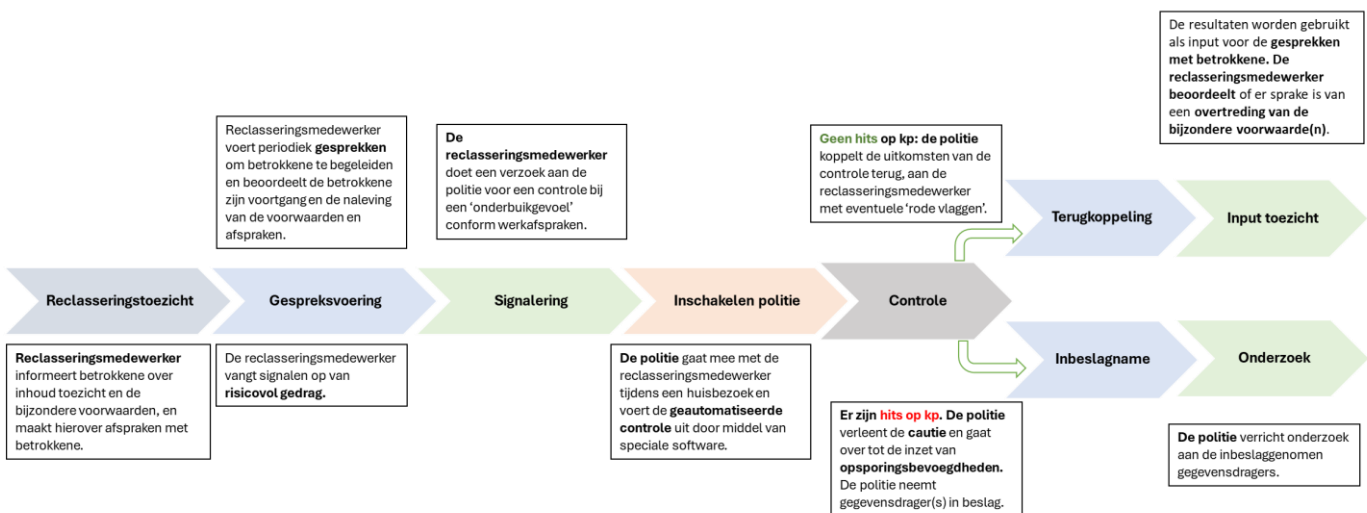 De resultaten worden gebruikt
als input voor de gesprekken
met betrokkene. De
reclasseringsmedewerker
beoordeelt of er sprake is van
een overtreding van de
bijzondere voorwaarde(n).
Reclasseringsmedewerker
voert periodiek gesprekken
om betrokkene te begeleiden
en beoordeelt de betrokkene
zijn voortgang en de naleving
van de voorwaarden en
afspraken.
De
reclasseringsmedewerker
doet een verzoek aan de
politie voor een controle bij
een ‘onderbuikgevoel’
conform werkafspraken.
Geen hits op kp: de politie
koppelt de uitkomsten van de
controle terug, aan de
reclasseringsmedewerker
met eventuele ‘rode vlaggen’.
Terugkoppeling
Input toezicht
Reclasseringstoezicht
Gespreksvoering
Signalering
Inschakelen politie
Controle
Inbeslagname
Onderzoek
Reclasseringsmedewerker
informeert betrokkene over
inhoud toezicht en de
bijzondere voorwaarden, en
maakt hierover afspraken met
betrokkene.
De reclasseringsmedewerker
vangt signalen op van
risicovol gedrag.
De politie gaat mee met de
reclasseringsmedewerker
tijdens een huisbezoek en
voert de geautomatiseerde
controle uit door middel van
speciale software.
Er zijn hits op kp. De politie
verleent de cautie en gaat
over tot de inzet van
opsporingsbevoegdheden.
De politie neemt
gegevensdrager(s) in beslag.
De politie verricht onderzoek
aan de inbeslaggenomen
gegevensdragers.